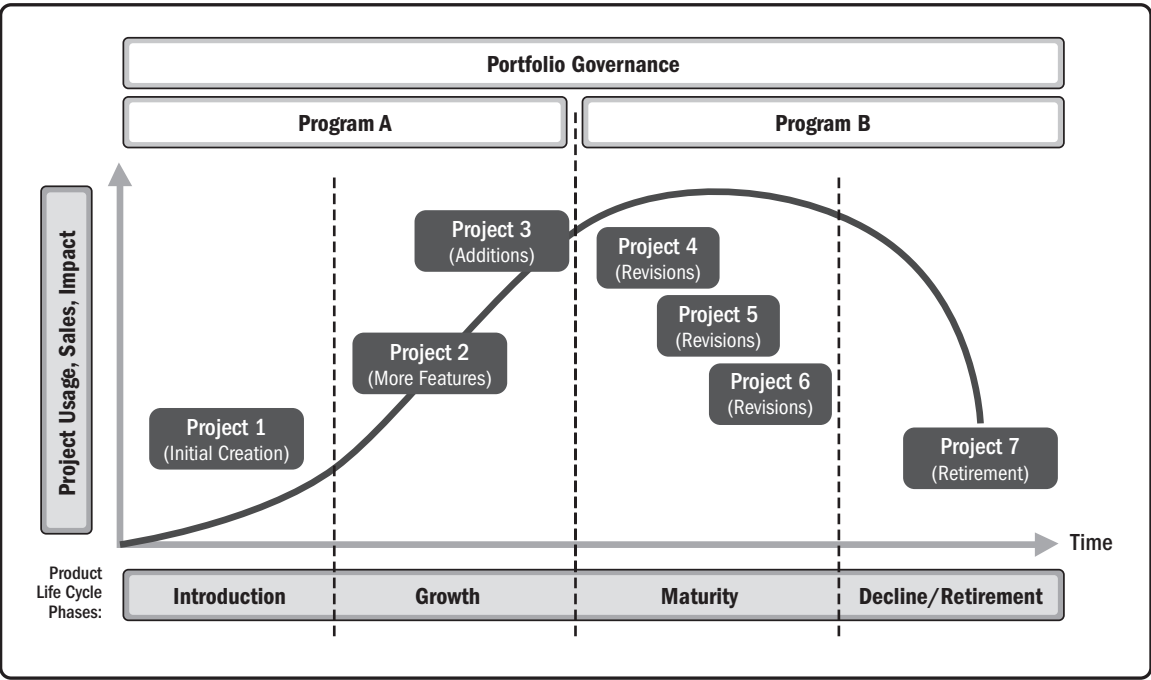 Portfolio Governance
Program A
Program B
Project Usage, Sales, Impact
Project 3
(Additions)
Project 4
(Revisions)
Project 5
(Revisions)
Project 2
(More Features)
Project 6
(Revisions)
Project 1
(Initial Creation)
Project 7
(Retirement)
Time
Product
Life Cycle
Phases:
Introduction
Growth
Maturity
Decline/Retirement